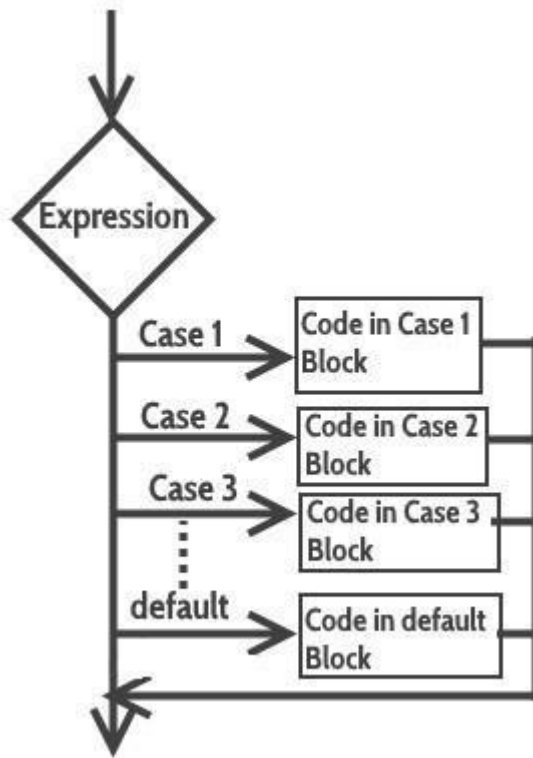 Expression
Case 1
Code in Case 1
Block
Case 2
Code in Case 2
Block
Case 3
Code in Case 3
Block
default
Code in default
Block